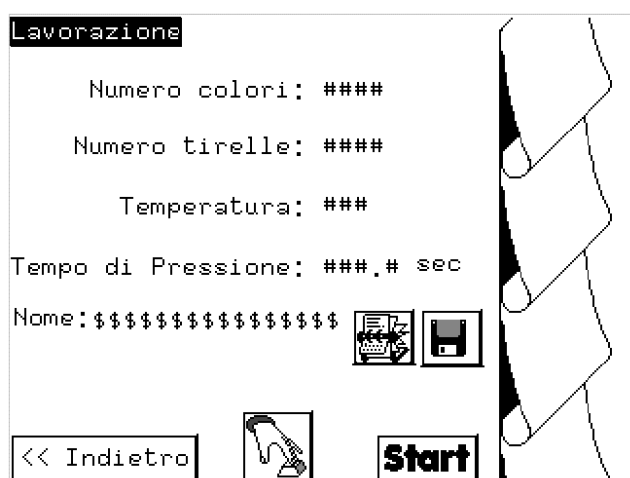 Lavorazione
Numero colori: ####
Numero tirelle: ####
Temperatura: ###
Tempo di Pressione: ###.# sec
Nome:$$$$$$$$$$$$$$$$
<< Indietro
Start